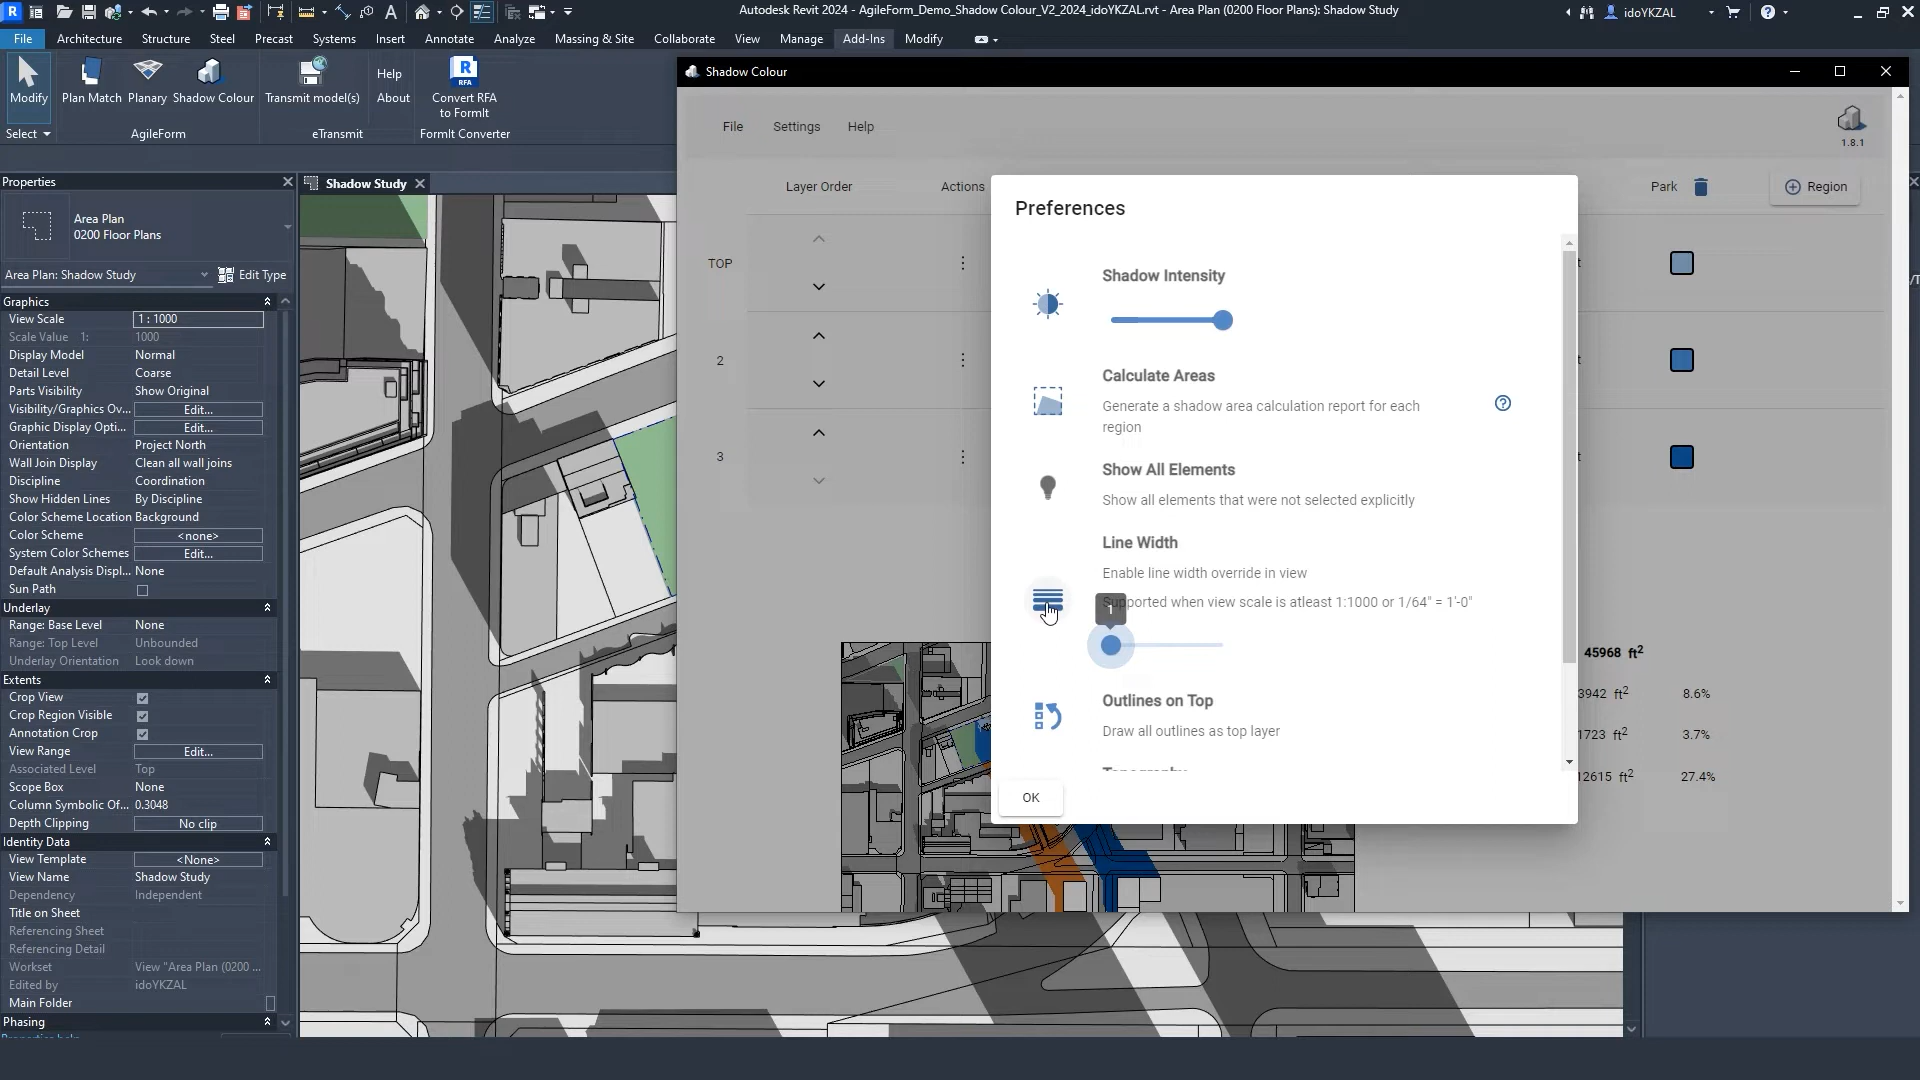 Autodesk Revit 2024 - AgileForm_Demo_Shadow Colour_V2_2024_idoYKZAL.rvt - Area Plan (0200 Floor Plans): Shadow Study
idoYKZAL
File Architecture Structure Steel Precast Systems Insert Annotate Analyze Massing & Site Collaborate View Manage Add-Ins Modify
Modify
Plan Match Planary Shadow Colour
Transmit model(s)
Help
About
RFA
Convert RFA
to FormIt
Select
AgileForm
eTransmit
FormIt Converter
Properties
Area Plan
0200 Floor Plans
Area Plan: Shadow Study
Edit Type
Graphics
View Scale 1 : 1000
Scale Value 1: 1000
Display Model Normal
Detail Level Coarse
Parts Visibility Show Original
Visibility/Graphics Ov... Edit...
Graphic Display Opti... Edit...
Orientation Project North
Wall Join Display Clean all wall joins
Discipline Coordination
Show Hidden Lines By Discipline
Color Scheme Location Background
Color Scheme <none>
System Color Schemes Edit...
Default Analysis Displ... None
Sun Path
Underlay
Range: Base Level None
Range: Top Level Unbounded
Underlay Orientation Look down
Extents
Crop View
Crop Region Visible
Annotation Crop
View Range Edit...
Associated Level Top
Scope Box None
Column Symbolic Of... 0.3048
Depth Clipping No clip
Identity Data
View Template <None>
View Name Shadow Study
Dependency Independent
Title on Sheet
Referencing Sheet
Referencing Detail
Workset View "Area Plan (0200 ...
Edited by idoYKZAL
Main Folder
Phasing
Shadow Study
Shadow Colour
File Settings Help
1.8.1
Layer Order Actions
Park
Region
TOP
2
3
Preferences
Shadow Intensity
Calculate Areas
Generate a shadow area calculation report for each
region
Show All Elements
Show all elements that were not selected explicitly
Line Width
Enable line width override in view
Supported when view scale is atleast 1:1000 or 1/64" = 1'-0"
1
Outlines on Top
Draw all outlines as top layer
OK
45968 ft2
3942 ft2 8.6%
1723 ft2 3.7%
12615 ft2 27.4%